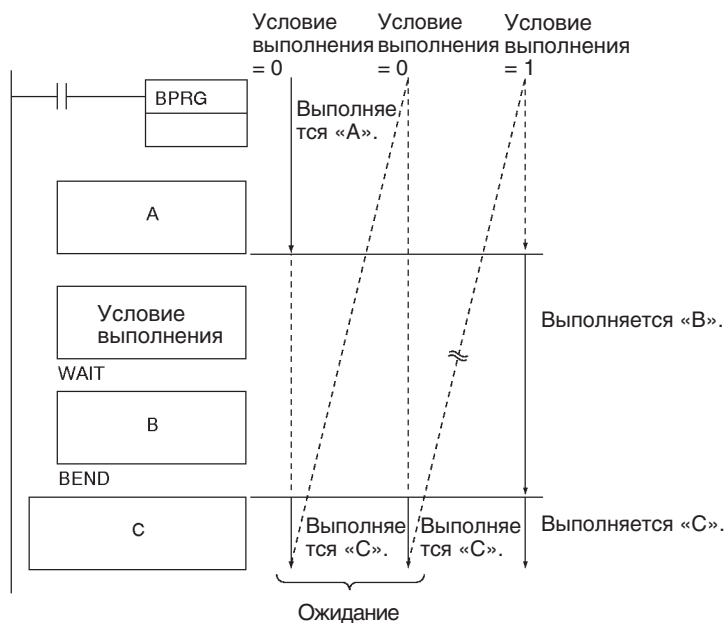 Условие выполнения = 0
Условие выполнения = 0
Условие выполнения = 1
BPRG
Выполняе
тся «A».
A
Условие
выполнения
Выполняется «B».
WAIT
B
BEND
C
Выполняе
тся «C».
Выполняе
тся «C».
Выполняется «C».
Ожидание